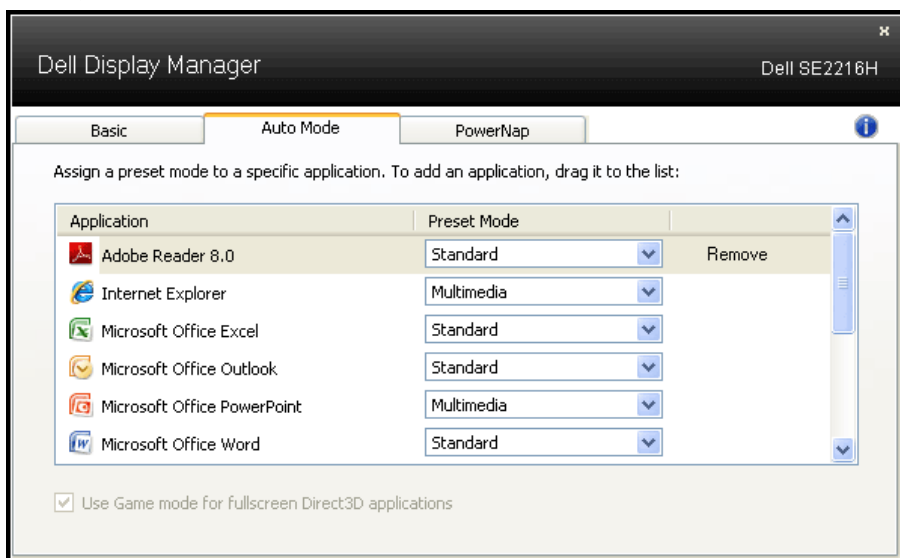 Dell Display Manager
Dell SE2216H
Basic Auto Mode PowerNap
Assign a preset mode to a specific application. To add an application, drag it to the list:
Application Preset Mode
Adobe Reader 8.0 Standard Remove
Internet Explorer Multimedia
Microsoft Office Excel Standard
Microsoft Office Outlook Standard
Microsoft Office PowerPoint Multimedia
Microsoft Office Word Standard
Use Game mode for fullscreen Direct3D applications